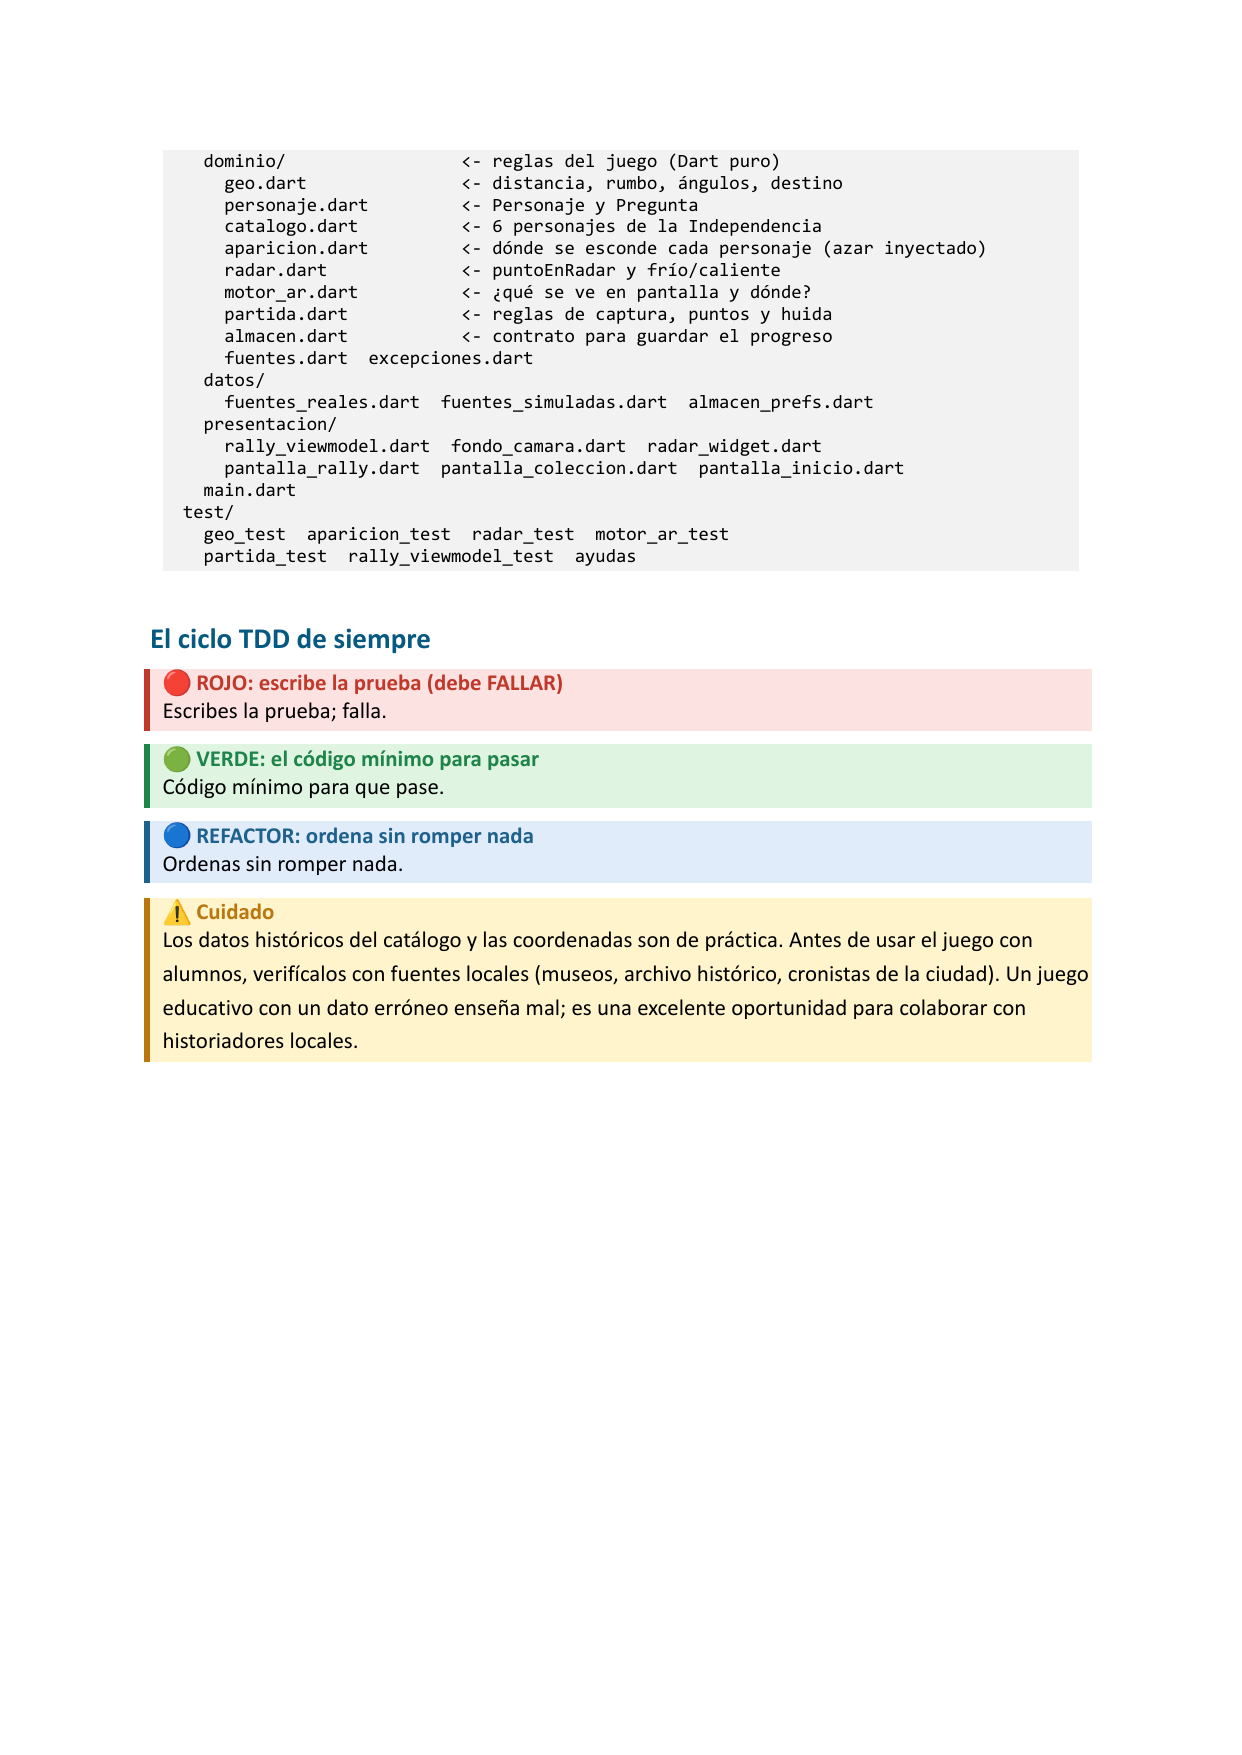 dominio/                 <- reglas del juego (Dart puro)
  geo.dart               <- distancia, rumbo, ángulos, destino
  personaje.dart         <- Personaje y Pregunta
  catalogo.dart          <- 6 personajes de la Independencia
  aparicion.dart         <- dónde se esconde cada personaje (azar inyectado)
  radar.dart             <- puntoEnRadar y frío/caliente
  motor_ar.dart          <- ¿qué se ve en pantalla y dónde?
  partida.dart           <- reglas de captura, puntos y huida
  almacen.dart           <- contrato para guardar el progreso
  fuentes.dart  excepciones.dart
datos/
  fuentes_reales.dart  fuentes_simuladas.dart  almacen_prefs.dart
presentacion/
  rally_viewmodel.dart  fondo_camara.dart  radar_widget.dart
  pantalla_rally.dart  pantalla_coleccion.dart  pantalla_inicio.dart
main.dart
test/
  geo_test  aparicion_test  radar_test  motor_ar_test
  partida_test  rally_viewmodel_test  ayudas
El ciclo TDD de siempre
🔴 ROJO: escribe la prueba (debe FALLAR)
Escribes la prueba; falla.
🟢 VERDE: el código mínimo para pasar
Código mínimo para que pase.
🔵 REFACTOR: ordena sin romper nada
Ordenas sin romper nada.
⚠️ Cuidado
Los datos históricos del catálogo y las coordenadas son de práctica. Antes de usar el juego con
alumnos, verifícalos con fuentes locales (museos, archivo histórico, cronistas de la ciudad). Un juego
educativo con un dato erróneo enseña mal; es una excelente oportunidad para colaborar con
historiadores locales.